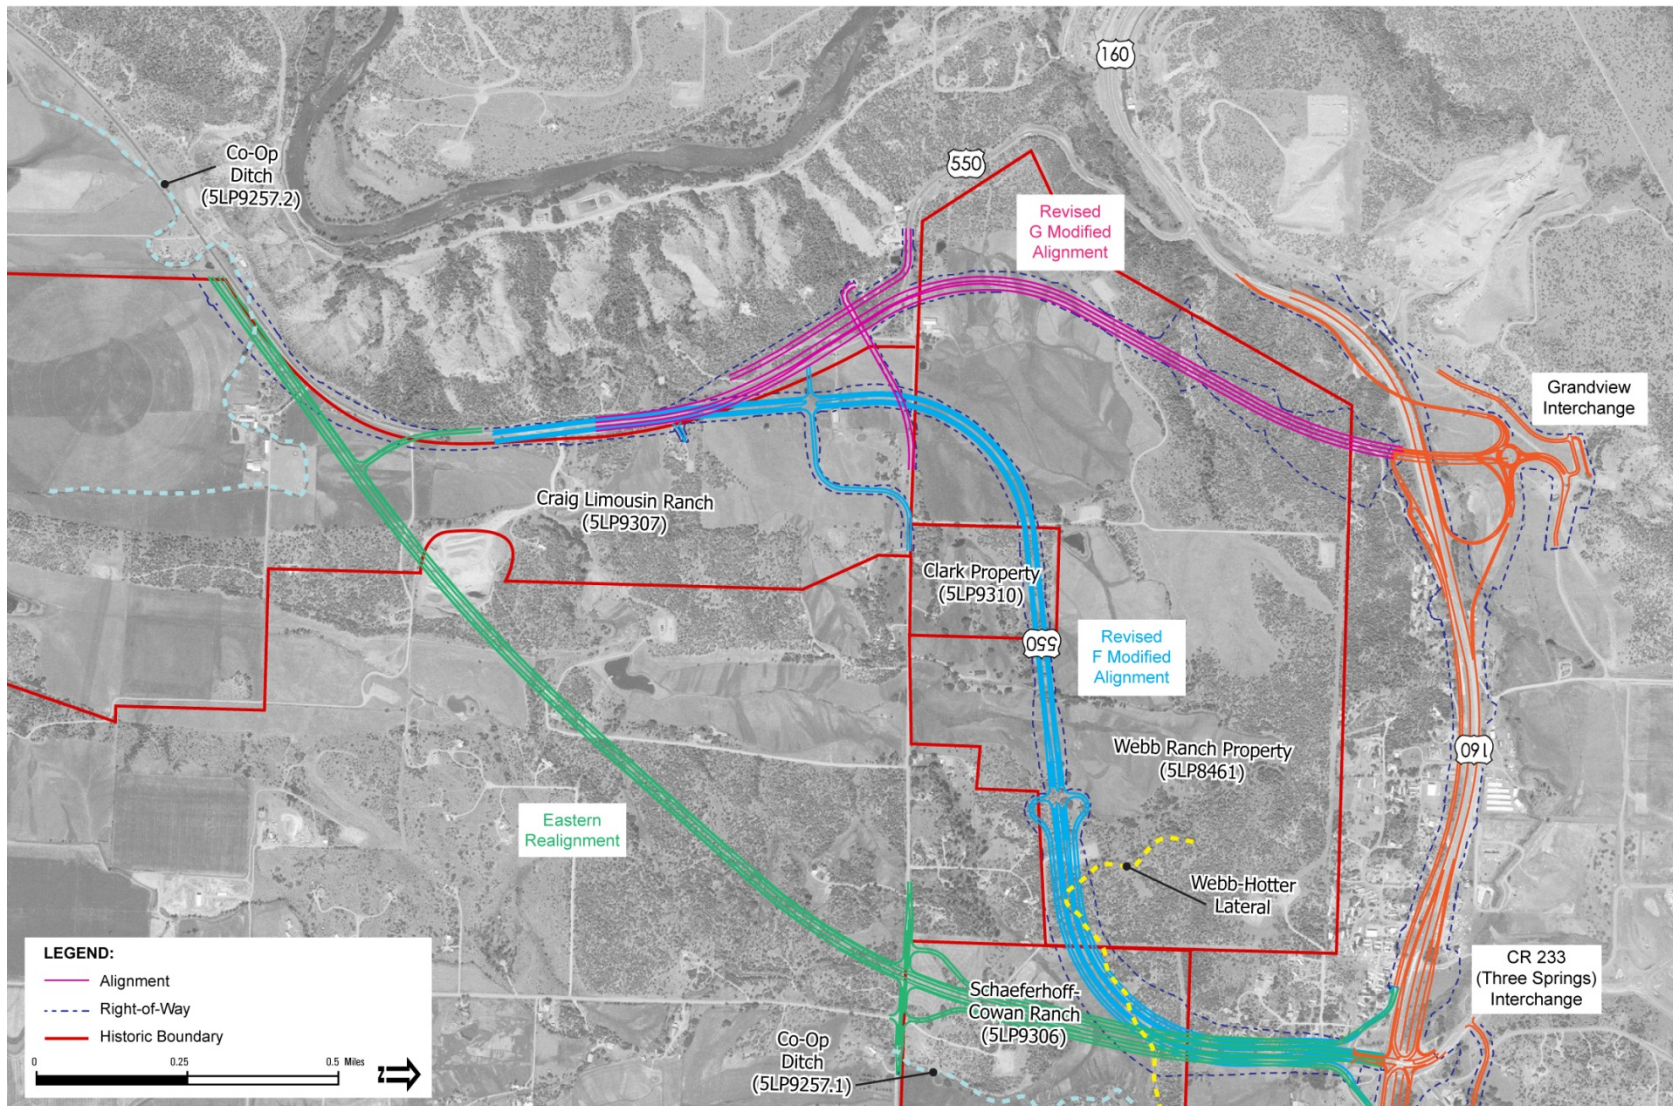 160
550
Co-Op
Ditch
(5LP9257.2)
Revised
G Modified
Alignment
Grandview
Interchange
Craig Limousin Ranch
(5LP9307)
Clark Property
(5LP9310)
550
Revised
F Modified
Alignment
Webb Ranch Property
(5LP8461)
160
Eastern
Realignment
Webb-Hotter
Lateral
CR 233
(Three Springs)
Interchange
Schaeferhoff-
Cowan Ranch
(5LP9306)
Co-Op
Ditch
(5LP9257.1)
LEGEND:
Alignment
Right-of-Way
Historic Boundary
0 0.25 0.5 Miles
N